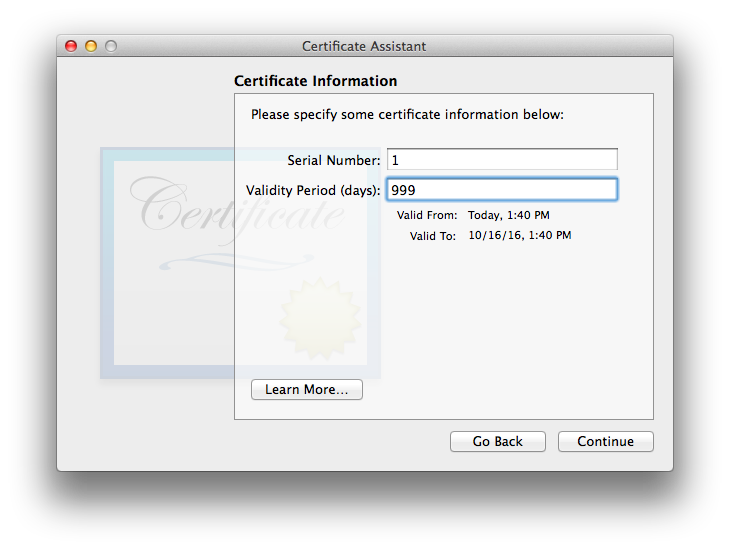 Certificate Assistant
Certificate Information
Please specify some certificate information below:
Serial Number: 1
Validity Period (days): 999
Valid From: Today, 1:40 PM
Valid To: 10/16/16, 1:40 PM
Certificate
Learn More...
Go Back Continue